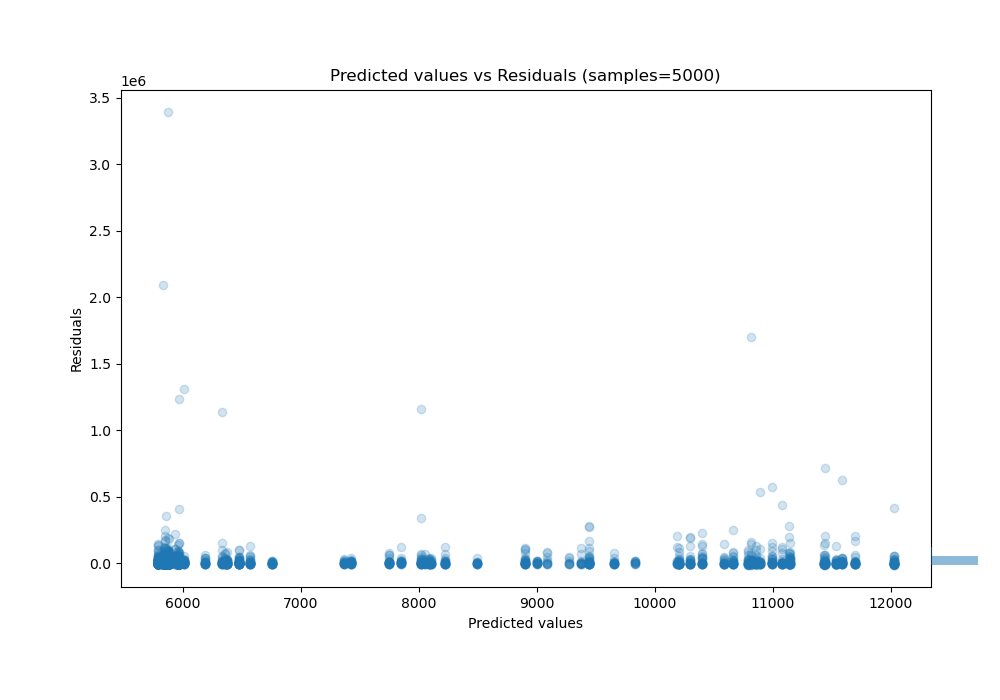 Predicted values vs Residuals (samples=5000)
1e6
3.5
3.0
2.5
2.0
1.5
1.0
0.5
0.0
Residuals
6000 7000 8000 9000 10000 11000 12000
Predicted values